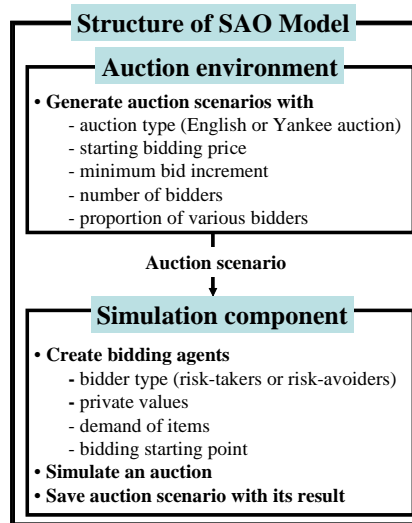 Structure of SAO Model
Auction environment
• Generate auction scenarios with
- auction type (English or Yankee auction)
- starting bidding price
- minimum bid increment
- number of bidders
- proportion of various bidders
Auction scenario
Simulation component
• Create bidding agents
- bidder type (risk-takers or risk-avoiders)
- private values
- demand of items
- bidding starting point
• Simulate an auction
• Save auction scenario with its result